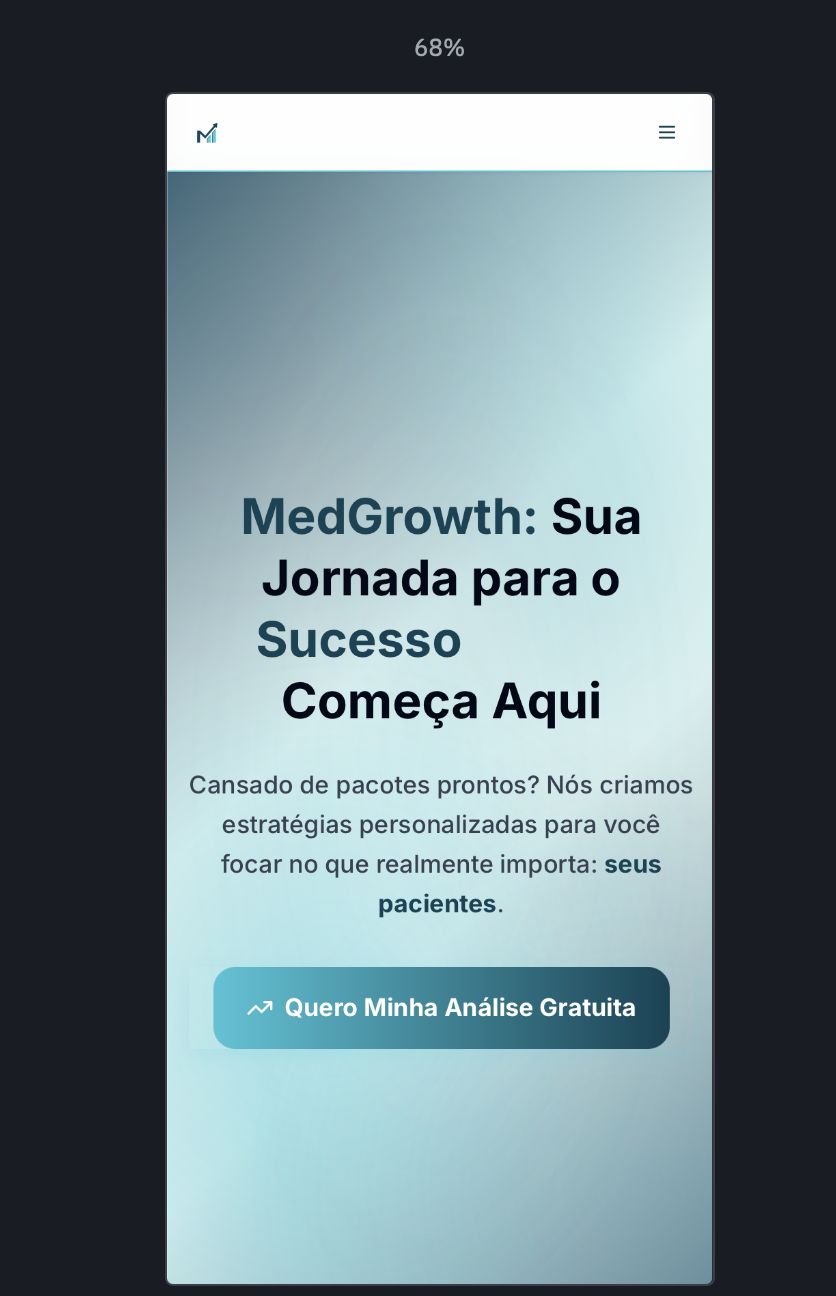 68%
MedGrowth: Sua
Jornada para o
Sucesso
Começa Aqui
Cansado de pacotes prontos? Nós criamos
estratégias personalizadas para você
focar no que realmente importa: seus
pacientes.
Quero Minha Análise Gratuita